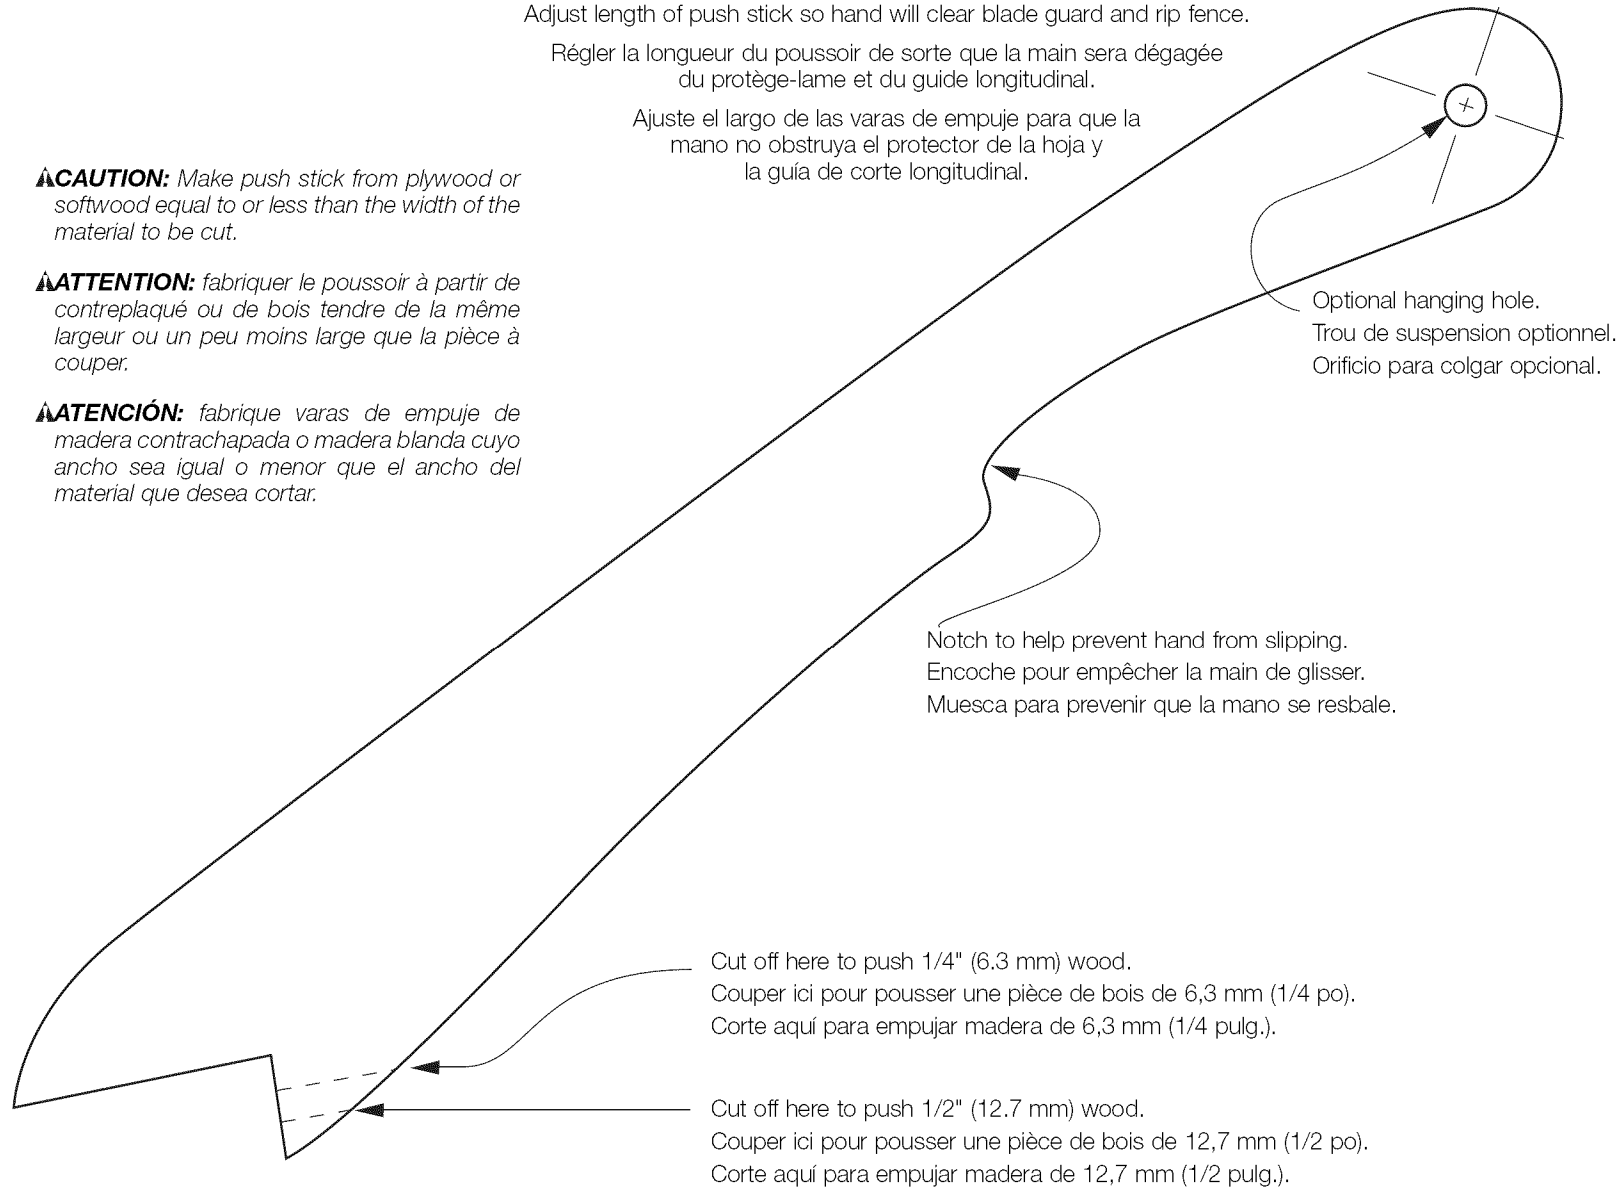 Adjust length of push stick so hand will clear blade guard and rip fence.
Régler la longueur du poussoir de sorte que la main sera dégagée
du protège-lame et du guide longitudinal.
Ajuste el largo de las varas de empuje para que la
mano no obstruya el protector de la hoja y
la guía de corte longitudinal.
CAUTION: Make push stick from plywood or
softwood equal to or less than the width of the
material to be cut.
ATTENTION: fabriquer le poussoir à partir de
contreplaqué ou de bois tendre de la même
largeur ou un peu moins large que la pièce à
couper.
ATENCIÓN: fabrique varas de empuje de
madera contrachapada o madera blanda cuyo
ancho sea igual o menor que el ancho del
material que desea cortar.
Optional hanging hole.
Trou de suspension optionnel.
Orificio para colgar opcional.
Notch to help prevent hand from slipping.
Encoche pour empêcher la main de glisser.
Muesca para prevenir que la mano se resbale.
Cut off here to push 1/4" (6.3 mm) wood.
Couper ici pour pousser une pièce de bois de 6,3 mm (1/4 po).
Corte aquí para empujar madera de 6,3 mm (1/4 pulg.).
Cut off here to push 1/2" (12.7 mm) wood.
Couper ici pour pousser une pièce de bois de 12,7 mm (1/2 po).
Corte aquí para empujar madera de 12,7 mm (1/2 pulg.).